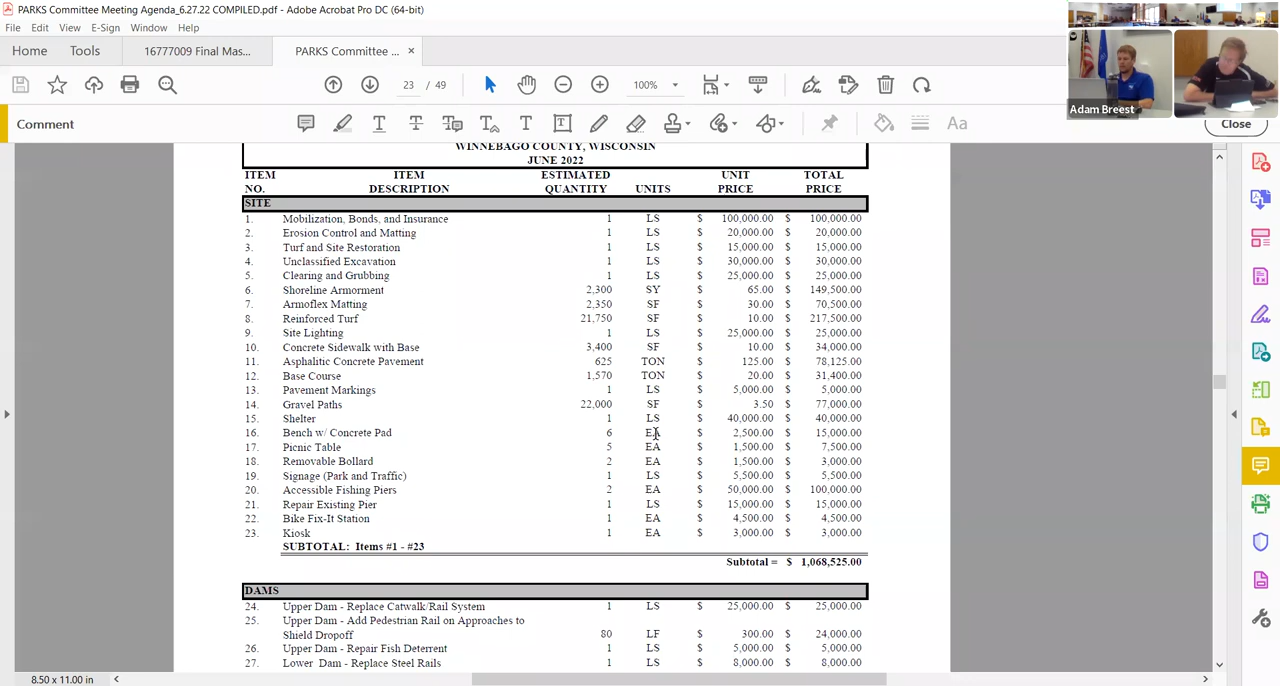 PARKS Committee Meeting Agenda_6.27.22 COMPILED.pdf - Adobe Acrobat Pro DC (64-bit)
File Edit View E-Sign Window Help
Home Tools 16777009 Final Mas... PARKS Committee ... ×
23 / 49 100%
Adam Breest
Comment
Close
WINNEBAGO COUNTY, WISCONSIN
JUNE 2022
ITEM ITEM ESTIMATED UNIT TOTAL
NO. DESCRIPTION QUANTITY UNITS PRICE PRICE
SITE
1. Mobilization, Bonds, and Insurance 1 LS $ 100,000.00 $ 100,000.00
2. Erosion Control and Matting 1 LS $ 20,000.00 $ 20,000.00
3. Turf and Site Restoration 1 LS $ 15,000.00 $ 15,000.00
4. Unclassified Excavation 1 LS $ 30,000.00 $ 30,000.00
5. Clearing and Grubbing 1 LS $ 25,000.00 $ 25,000.00
6. Shoreline Armorment 2,300 SY $ 65.00 $ 149,500.00
7. Armoflex Matting 2,350 SF $ 30.00 $ 70,500.00
8. Reinforced Turf 21,750 SF $ 10.00 $ 217,500.00
9. Site Lighting 1 LS $ 25,000.00 $ 25,000.00
10. Concrete Sidewalk with Base 3,400 SF $ 10.00 $ 34,000.00
11. Asphalitic Concrete Pavement 625 TON $ 125.00 $ 78,125.00
12. Base Course 1,570 TON $ 20.00 $ 31,400.00
13. Pavement Markings 1 LS $ 5,000.00 $ 5,000.00
14. Gravel Paths 22,000 SF $ 3.50 $ 77,000.00
15. Shelter 1 LS $ 40,000.00 $ 40,000.00
16. Bench w/ Concrete Pad 6 EA $ 2,500.00 $ 15,000.00
17. Picnic Table 5 EA $ 1,500.00 $ 7,500.00
18. Removable Bollard 2 EA $ 1,500.00 $ 3,000.00
19. Signage (Park and Traffic) 1 LS $ 5,500.00 $ 5,500.00
20. Accessible Fishing Piers 2 EA $ 50,000.00 $ 100,000.00
21. Repair Existing Pier 1 LS $ 15,000.00 $ 15,000.00
22. Bike Fix-It Station 1 EA $ 4,500.00 $ 4,500.00
23. Kiosk 1 EA $ 3,000.00 $ 3,000.00
SUBTOTAL: Items #1 - #23
Subtotal = $ 1,068,525.00
DAMS
24. Upper Dam - Replace Catwalk/Rail System 1 LS $ 25,000.00 $ 25,000.00
25. Upper Dam - Add Pedestrian Rail on Approaches to
Shield Dropoff 80 LF $ 300.00 $ 24,000.00
26. Upper Dam - Repair Fish Deterrent 1 LS $ 5,000.00 $ 5,000.00
27. Lower Dam - Replace Steel Rails 1 LS $ 8,000.00 $ 8,000.00
8.50 x 11.00 in